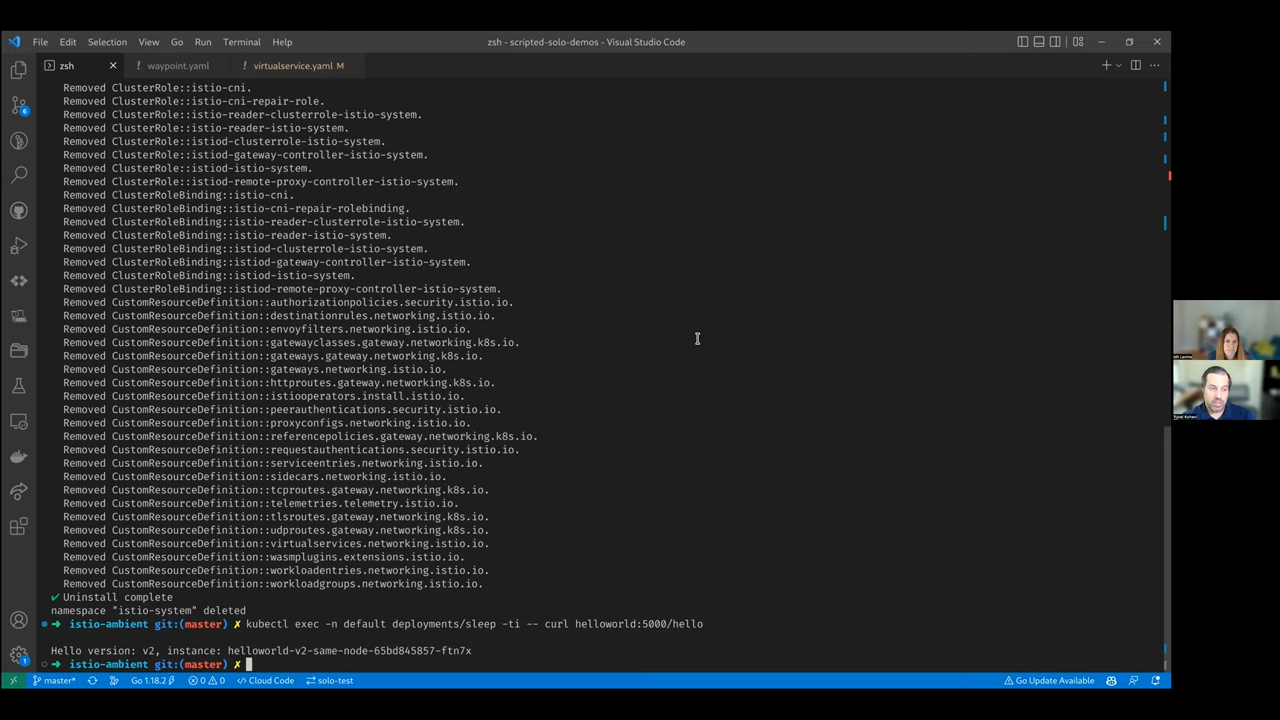 File Edit Selection View Go Run Terminal Help
zsh - scripted-solo-demos - Visual Studio Code
zsh
waypoint.yaml
virtualservice.yaml M
Removed ClusterRole::istio-cni.
Removed ClusterRole::istio-cni-repair-role.
Removed ClusterRole::istio-reader-clusterrole-istio-system.
Removed ClusterRole::istio-reader-istio-system.
Removed ClusterRole::istiod-clusterrole-istio-system.
Removed ClusterRole::istiod-gateway-controller-istio-system.
Removed ClusterRole::istiod-istio-system.
Removed ClusterRole::istiod-remote-proxy-controller-istio-system.
Removed ClusterRoleBinding::istio-cni.
Removed ClusterRoleBinding::istio-cni-repair-rolebinding.
Removed ClusterRoleBinding::istio-reader-clusterrole-istio-system.
Removed ClusterRoleBinding::istio-reader-istio-system.
Removed ClusterRoleBinding::istiod-clusterrole-istio-system.
Removed ClusterRoleBinding::istiod-gateway-controller-istio-system.
Removed ClusterRoleBinding::istiod-istio-system.
Removed ClusterRoleBinding::istiod-remote-proxy-controller-istio-system.
Removed CustomResourceDefinition::authorizationpolicies.security.istio.io.
Removed CustomResourceDefinition::destinationrules.networking.istio.io.
Removed CustomResourceDefinition::envoyfilters.networking.istio.io.
Removed CustomResourceDefinition::gatewayclasses.gateway.networking.k8s.io.
Removed CustomResourceDefinition::gateways.gateway.networking.k8s.io.
Removed CustomResourceDefinition::gateways.networking.istio.io.
Removed CustomResourceDefinition::httproutes.gateway.networking.k8s.io.
Removed CustomResourceDefinition::istiooperators.install.istio.io.
Removed CustomResourceDefinition::peerauthentications.security.istio.io.
Removed CustomResourceDefinition::proxyconfigs.networking.istio.io.
Removed CustomResourceDefinition::referencepolicies.gateway.networking.k8s.io.
Removed CustomResourceDefinition::requestauthentications.security.istio.io.
Removed CustomResourceDefinition::serviceentries.networking.istio.io.
Removed CustomResourceDefinition::sidecars.networking.istio.io.
Removed CustomResourceDefinition::tcproutes.gateway.networking.k8s.io.
Removed CustomResourceDefinition::telemetries.telemetry.istio.io.
Removed CustomResourceDefinition::tlsroutes.gateway.networking.k8s.io.
Removed CustomResourceDefinition::udproutes.gateway.networking.k8s.io.
Removed CustomResourceDefinition::virtualservices.networking.istio.io.
Removed CustomResourceDefinition::wasmplugins.extensions.istio.io.
Removed CustomResourceDefinition::workloadentries.networking.istio.io.
Removed CustomResourceDefinition::workloadgroups.networking.istio.io.
✔ Uninstall complete
namespace "istio-system" deleted
➜ istio-ambient git:(master) ✗ kubectl exec -n default deployments/sleep -ti -- curl helloworld:5000/hello
Hello version: v2, instance: helloworld-v2-same-node-65bd845857-ftn7x
➜ istio-ambient git:(master) ✗
master* Go 1.18.2 0 0 Cloud Code solo-test Go Update Available